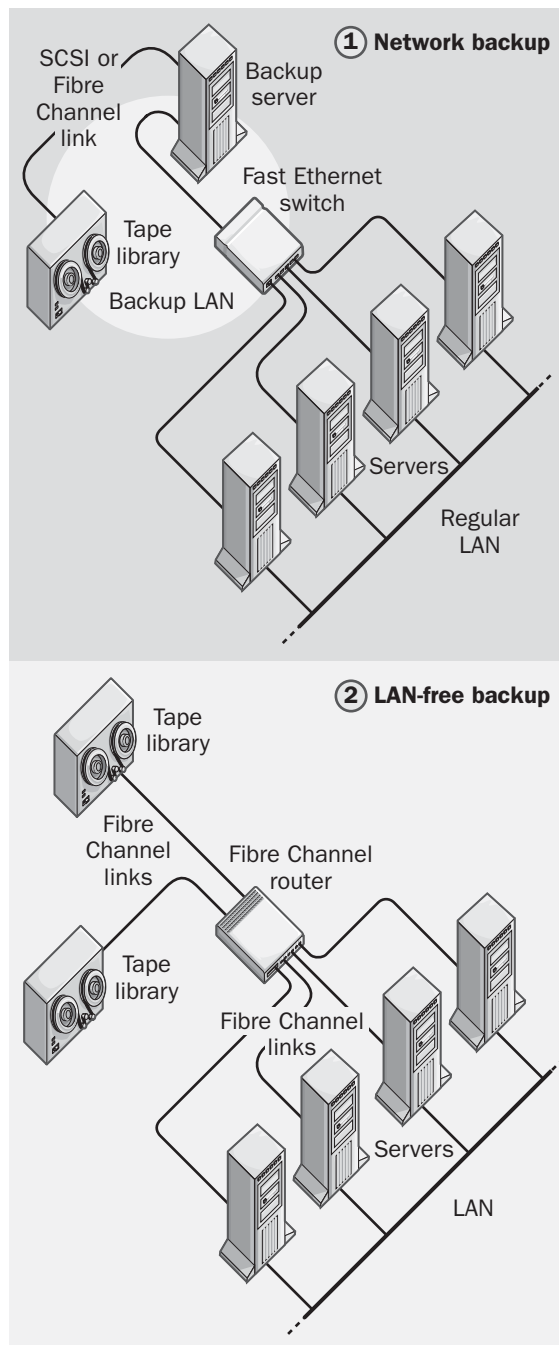 1 Network backup
SCSI or
Fibre
Channel
link
Backup
server
Fast Ethernet
switch
Tape
library
Backup LAN
Servers
Regular
LAN
2 LAN-free backup
Tape
library
Fibre
Channel
links
Fibre Channel
router
Tape
library
Fibre Channel
links
Servers
LAN